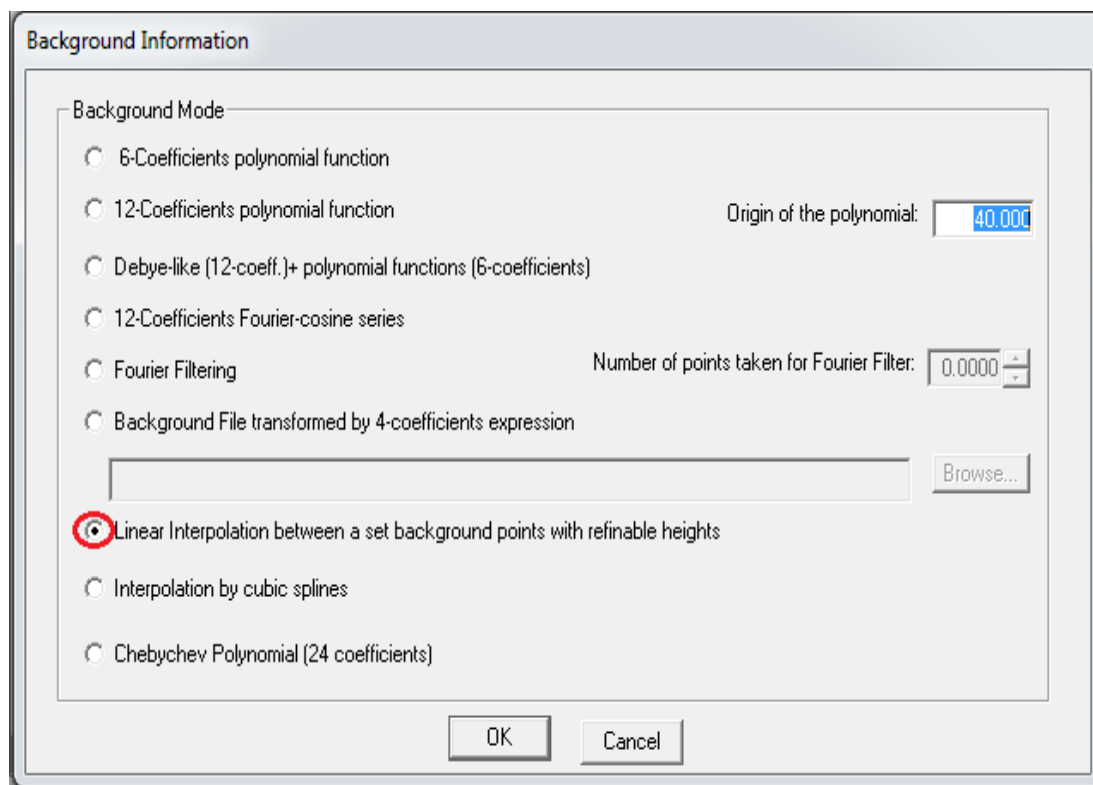 Background Information
Background Mode
6-Coefficients polynomial function
12-Coefficients polynomial function
Origin of the polynomial: 40.000
Debye-like (12-coeff.)+ polynomial functions (6-coefficients)
12-Coefficients Fourier-cosine series
Fourier Filtering
Number of points taken for Fourier Filter: 0.0000
Background File transformed by 4-coefficients expression
Browse...
Linear Interpolation between a set background points with refinable heights
Interpolation by cubic splines
Chebychev Polynomial (24 coefficients)
OK
Cancel